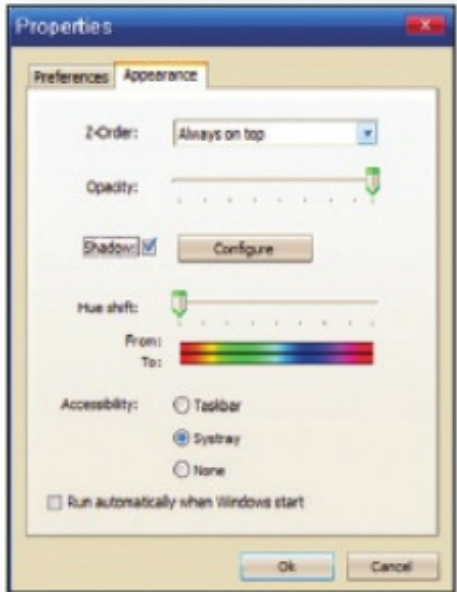 Properties
Preferences Appearance
Z-Order: Always on top
Opacity:
Shadow: Configure
Hue shift:
From:
To:
Accessibility: Taskbar
Systray
None
Run automatically when Windows start
Ok Cancel